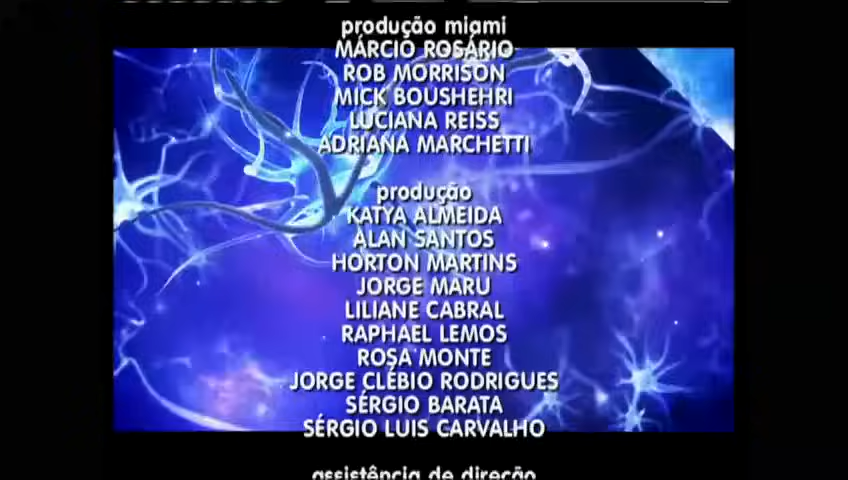 produção miami
MÁRCIO ROSÁRIO
ROB MORRISON
MICK BOUSHEHRI
LUCIANA REISS
ADRIANA MARCHETTI
produção
KATYA ALMEIDA
ALAN SANTOS
HORTON MARTINS
JORGE MARU
LILIANE CABRAL
RAPHAEL LEMOS
ROSA MONTE
JORGE CLÉBIO RODRIGUES
SÉRGIO BARATA
SÉRGIO LUIS CARVALHO
assistência de direção